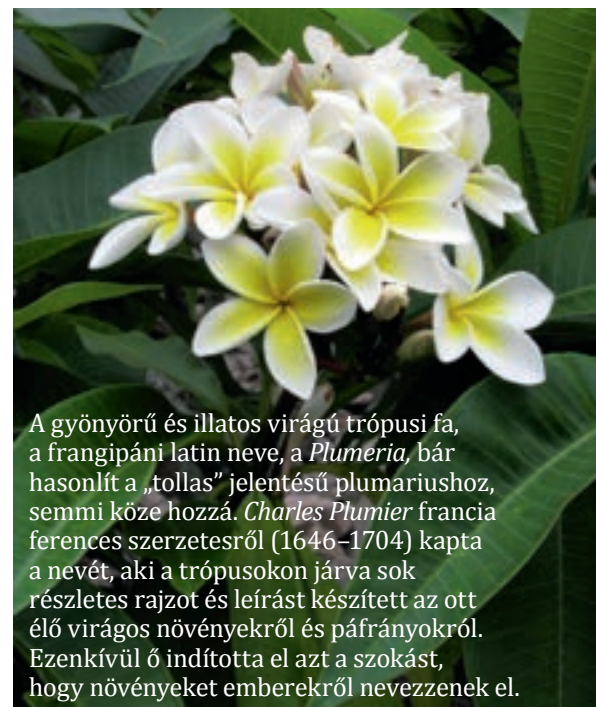 A gyönyörű és illatos virágú trópusi fa,
a frangipáni latin neve, a Plumeria, bár
hasonlít a „tollas” jelentésű plumariushoz,
semmi köze hozzá. Charles Plumier francia
ferences szerzetesről (1646–1704) kapta
a nevét, aki a trópusokon járva sok
részletes rajzot és leírást készített az ott
élő virágos növényekről és páfrányokról.
Ezenkívül ő indította el azt a szokást,
hogy növényeket emberekről nevezzenek el.